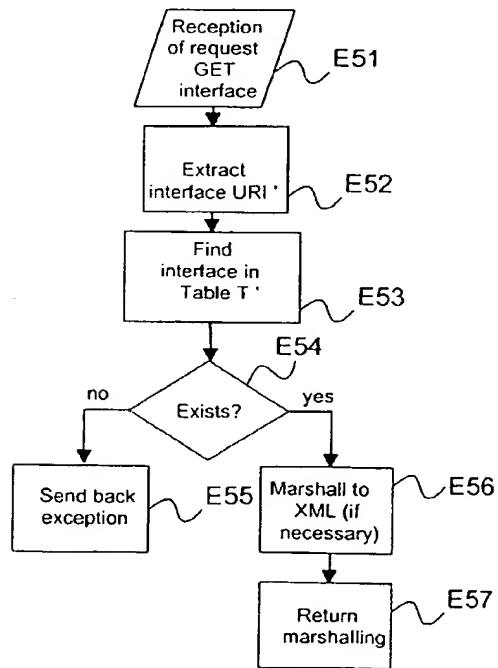 Reception
of request
GET
interface
E51
Extract
interface URI '
E52
Find
interface in
Table T '
E53
E54
no
Exists?
yes
Send back
exception
E55
Marshall to
XML (if
necessary)
E56
Return
marshalling
E57